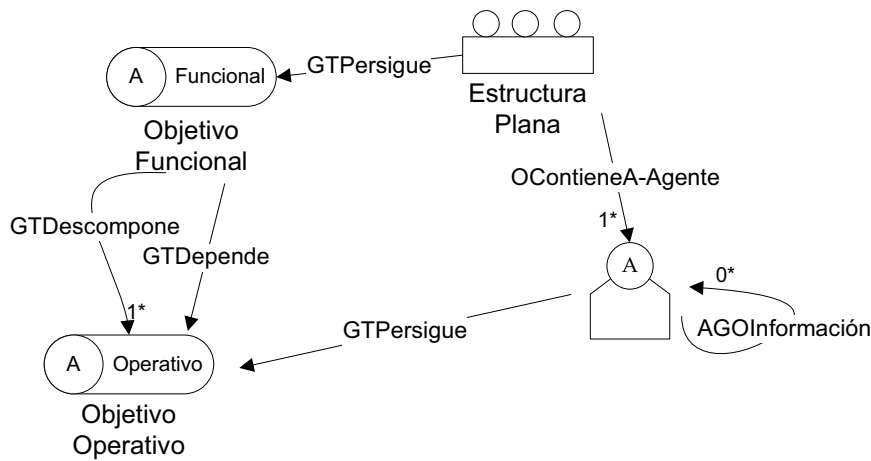 A
Funcional
GTPersigue
Estructura
Plana
Objetivo
Funcional
OContieneA-Agente
GTDescompone
GTDepende
1*
A
0*
1*
GTPersigue
AGOInformación
A
Operativo
Objetivo
Operativo